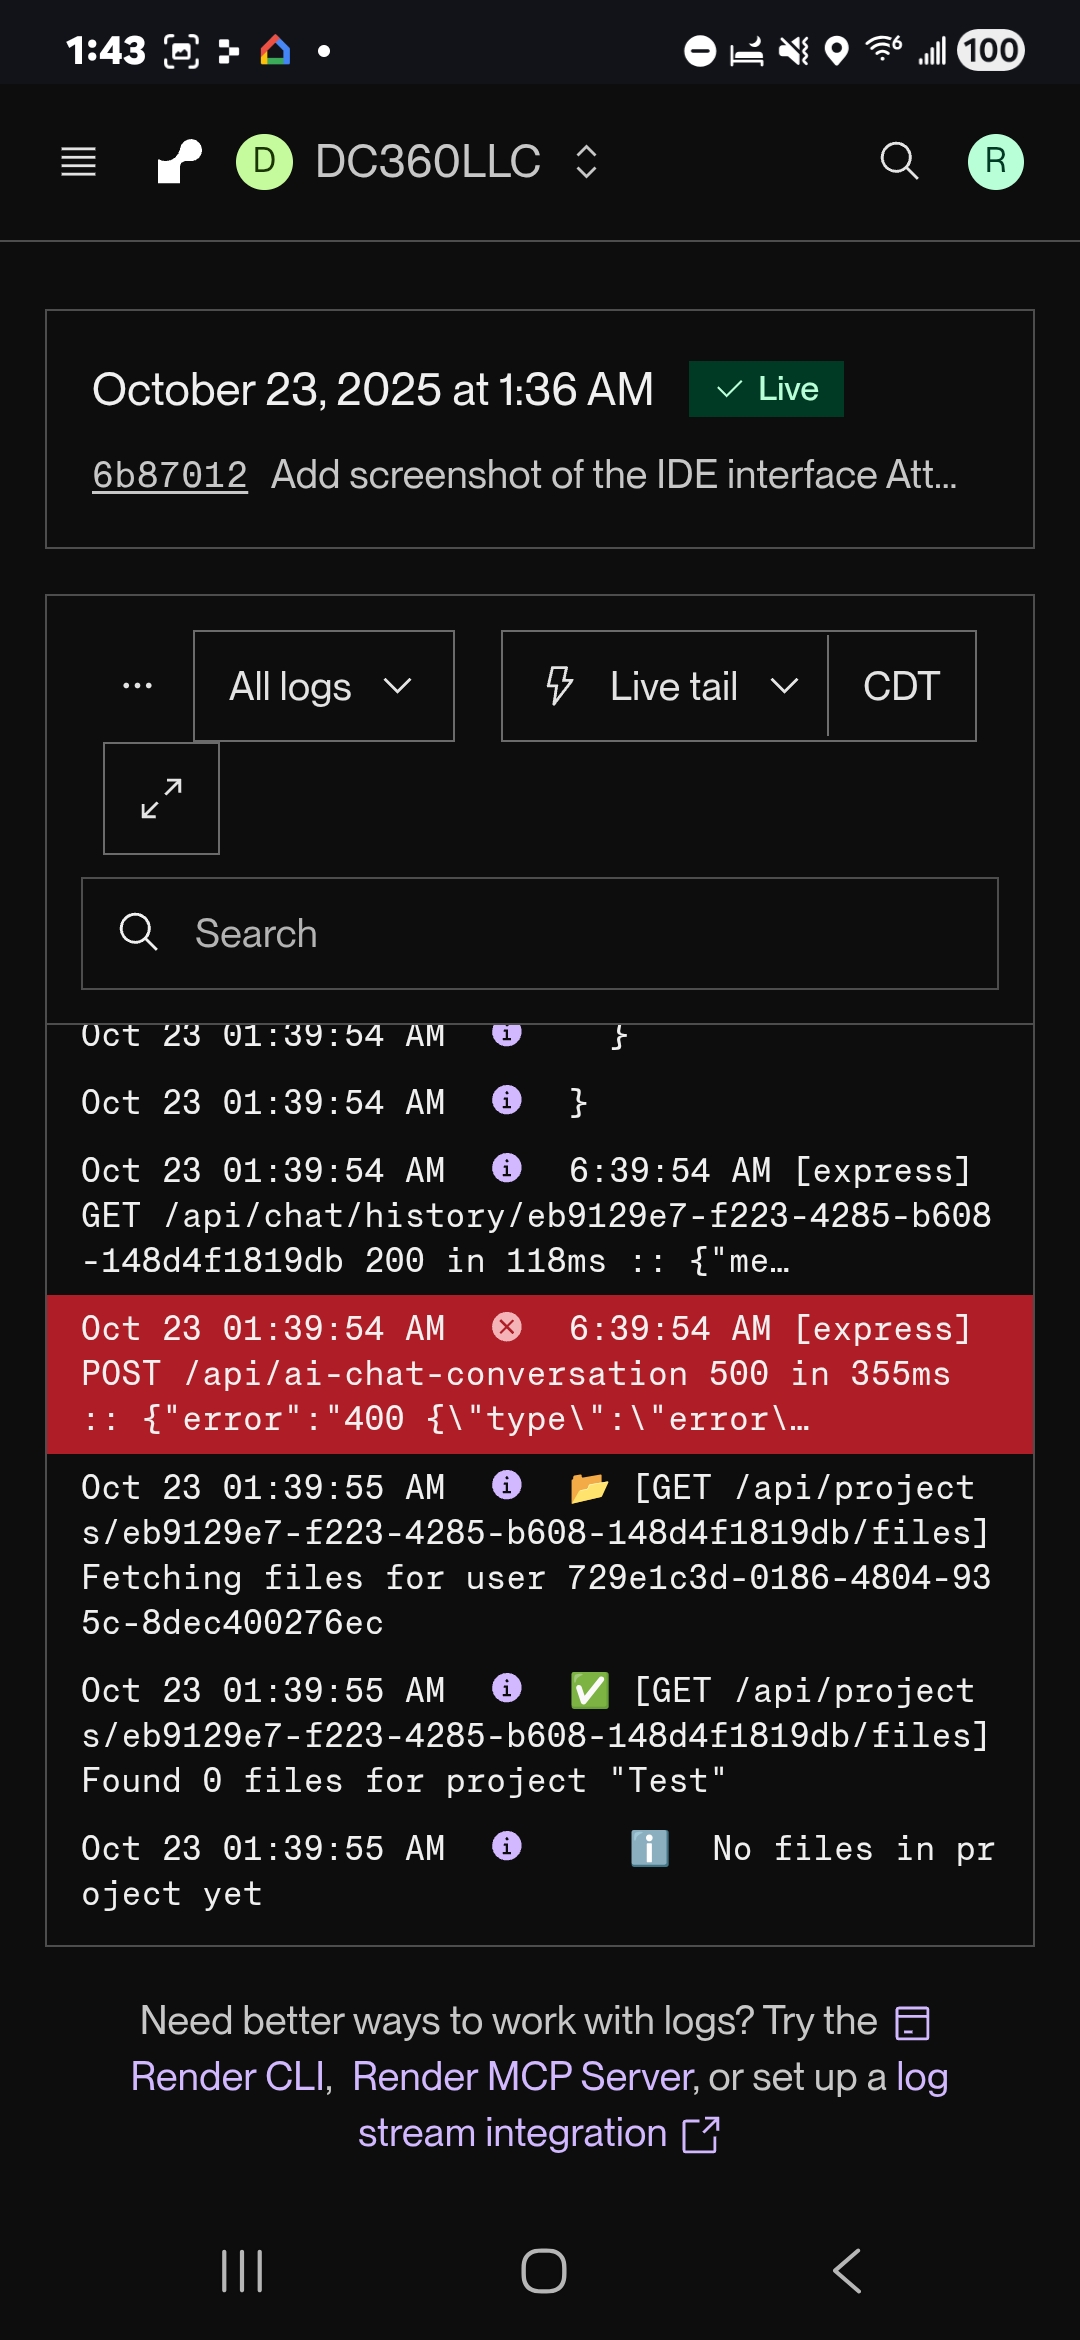 1:43
6
100
D DC360LLC
R
October 23, 2025 at 1:36 AM
Live
6b87012 Add screenshot of the IDE interface Att...
All logs
Live tail
CDT
Search
Oct 23 01:39:54 AM }
Oct 23 01:39:54 AM }
Oct 23 01:39:54 AM 6:39:54 AM [express]
GET /api/chat/history/eb9129e7-f223-4285-b608
-148d4f1819db 200 in 118ms :: {"me…
Oct 23 01:39:54 AM 6:39:54 AM [express]
POST /api/ai-chat-conversation 500 in 355ms
:: {"error":"400 {\"type\":\"error\…
Oct 23 01:39:55 AM 📂 [GET /api/project
s/eb9129e7-f223-4285-b608-148d4f1819db/files]
Fetching files for user 729e1c3d-0186-4804-93
5c-8dec400276ec
Oct 23 01:39:55 AM ✅ [GET /api/project
s/eb9129e7-f223-4285-b608-148d4f1819db/files]
Found 0 files for project "Test"
Oct 23 01:39:55 AM ℹ️ No files in pr
oject yet
Need better ways to work with logs? Try the
Render CLI, Render MCP Server, or set up a log
stream integration